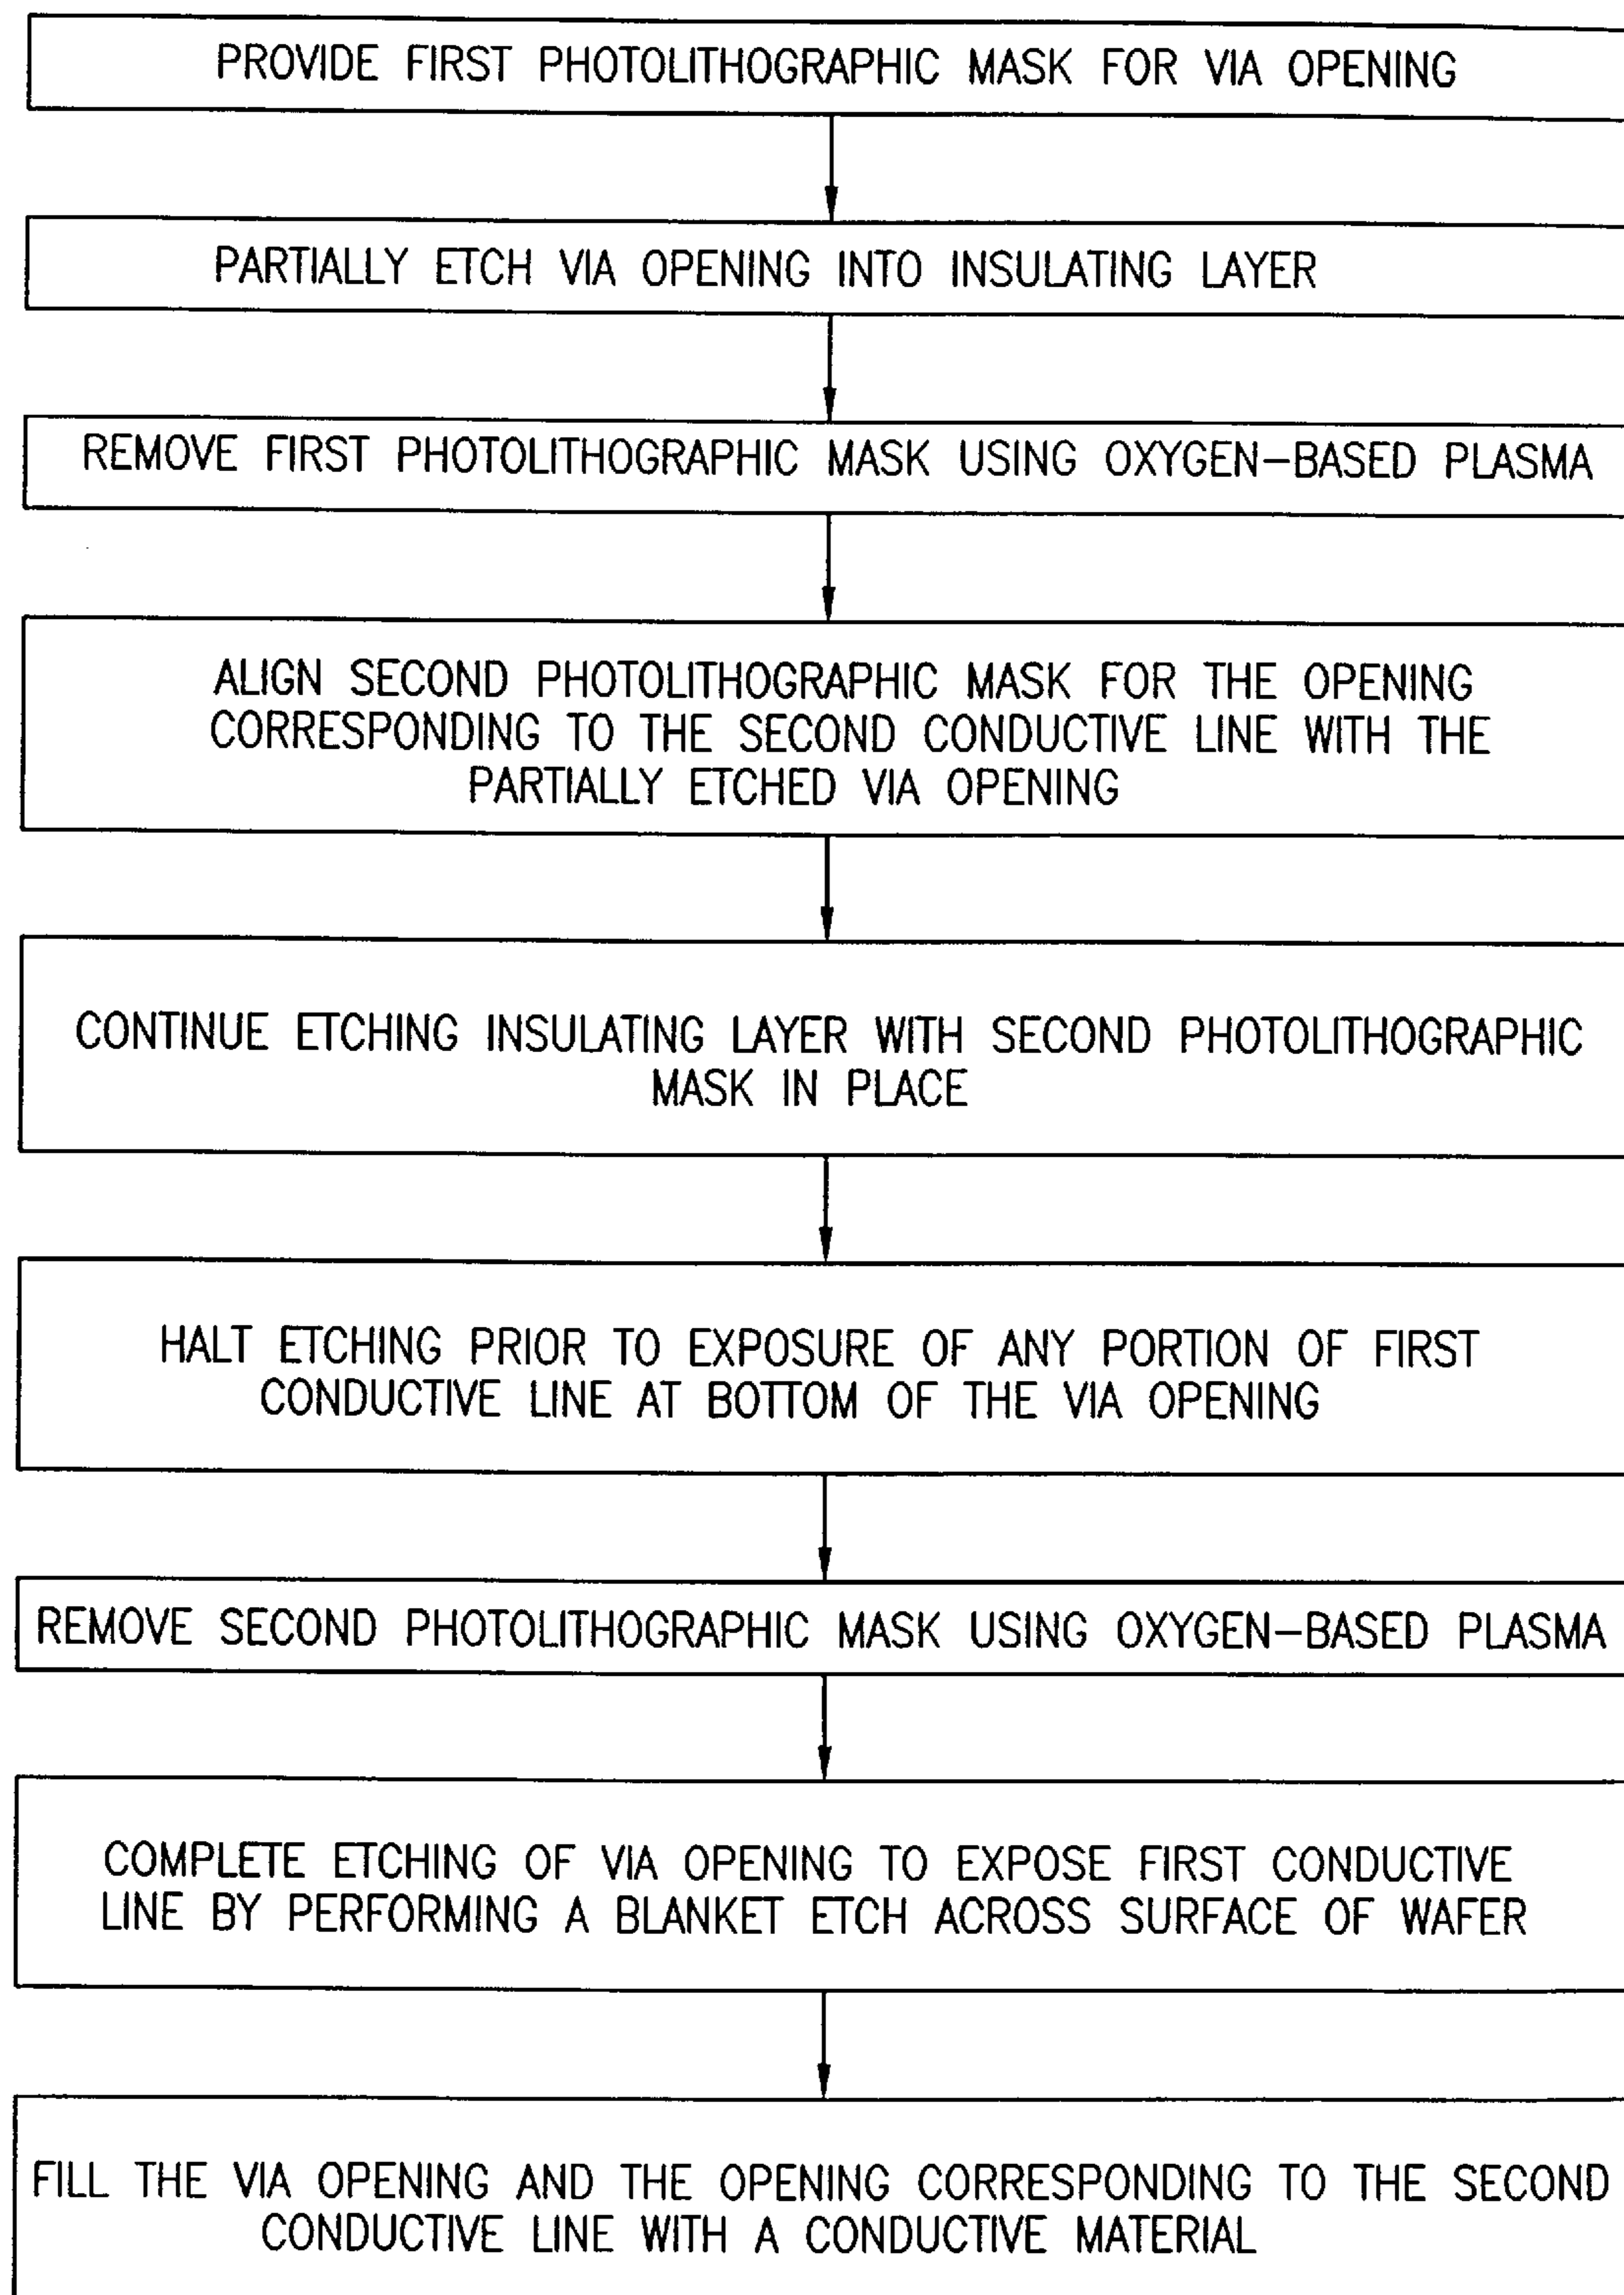 PROVIDE FIRST PHOTOLITHOGRAPHIC MASK FOR VIA OPENING
PARTIALLY ETCH VIA OPENING INTO INSULATING LAYER
REMOVE FIRST PHOTOLITHOGRAPHIC MASK USING OXYGEN-BASED PLASMA
ALIGN SECOND PHOTOLITHOGRAPHIC MASK FOR THE OPENING
CORRESPONDING TO THE SECOND CONDUCTIVE LINE WITH THE
PARTIALLY ETCHED VIA OPENING
CONTINUE ETCHING INSULATING LAYER WITH SECOND PHOTOLITHOGRAPHIC
MASK IN PLACE
HALT ETCHING PRIOR TO EXPOSURE OF ANY PORTION OF FIRST
CONDUCTIVE LINE AT BOTTOM OF THE VIA OPENING
REMOVE SECOND PHOTOLITHOGRAPHIC MASK USING OXYGEN-BASED PLASMA
COMPLETE ETCHING OF VIA OPENING TO EXPOSE FIRST CONDUCTIVE
LINE BY PERFORMING A BLANKET ETCH ACROSS SURFACE OF WAFER
FILL THE VIA OPENING AND THE OPENING CORRESPONDING TO THE SECOND
CONDUCTIVE LINE WITH A CONDUCTIVE MATERIAL